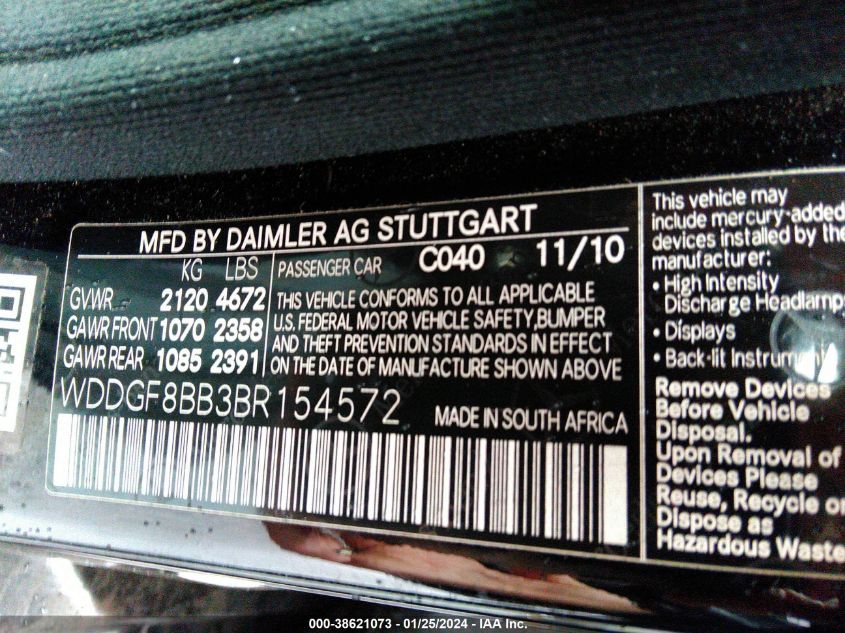 MFD BY DAIMLER AG STUTTGART
KG LBS PASSENGER CAR C040 11/10
GVWR 2120 4672
GAWR FRONT 1070 2358
GAWR REAR 1085 2391
THIS VEHICLE CONFORMS TO ALL APPLICABLE
U.S. FEDERAL MOTOR VEHICLE SAFETY,BUMPER
AND THEFT PREVENTION STANDARDS IN EFFECT
ON THE DATE OF MANUFACTURE SHOWN ABOVE
WDDGF8BB3BR154572 MADE IN SOUTH AFRICA
This vehicle may
include mercury-added
devices installed by the
manufacturer:
• High Intensity
Discharge Headlamps
• Displays
• Back-lit
Remove Devices
Before Vehicle
Disposal.
Upon Removal of
Devices Please
Reuse, Recycle or
Dispose as
Hazardous Waste
000-38621073 - 01/25/2024 - IAA Inc.